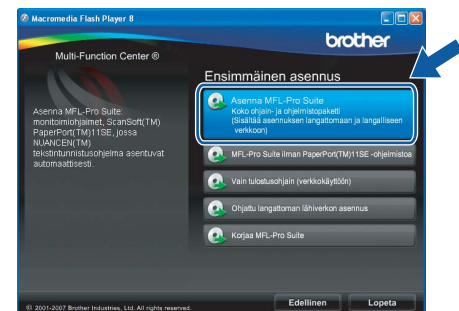 Macromedia Flash Player 8
brother
Multi-Function Center ®
Ensimmäinen asennus
Asenna MFL-Pro Suite:
monitoimiohjaimet, ScanSoft(TM)
PaperPort(TM)11SE, jossa
NUANCEN(TM)
tekstintunnistusohjelma asentuvat
automaattisesti.
Asenna MFL-Pro Suite
Koko ohjain- ja ohjelmistopaketti
(Sisältää asennuksen langattomaan ja langalliseen
verkkoon)
MFL-Pro Suite ilman PaperPort(TM)11SE -ohjelmistoa
Vain tulostusohjain (verkkokäyttöön)
Ohjattu langattoman lähiverkon asennus
Korjaa MFL-Pro Suite
© 2001-2007 Brother Industries, Ltd. All rights reserved.
Edellinen
Lopeta